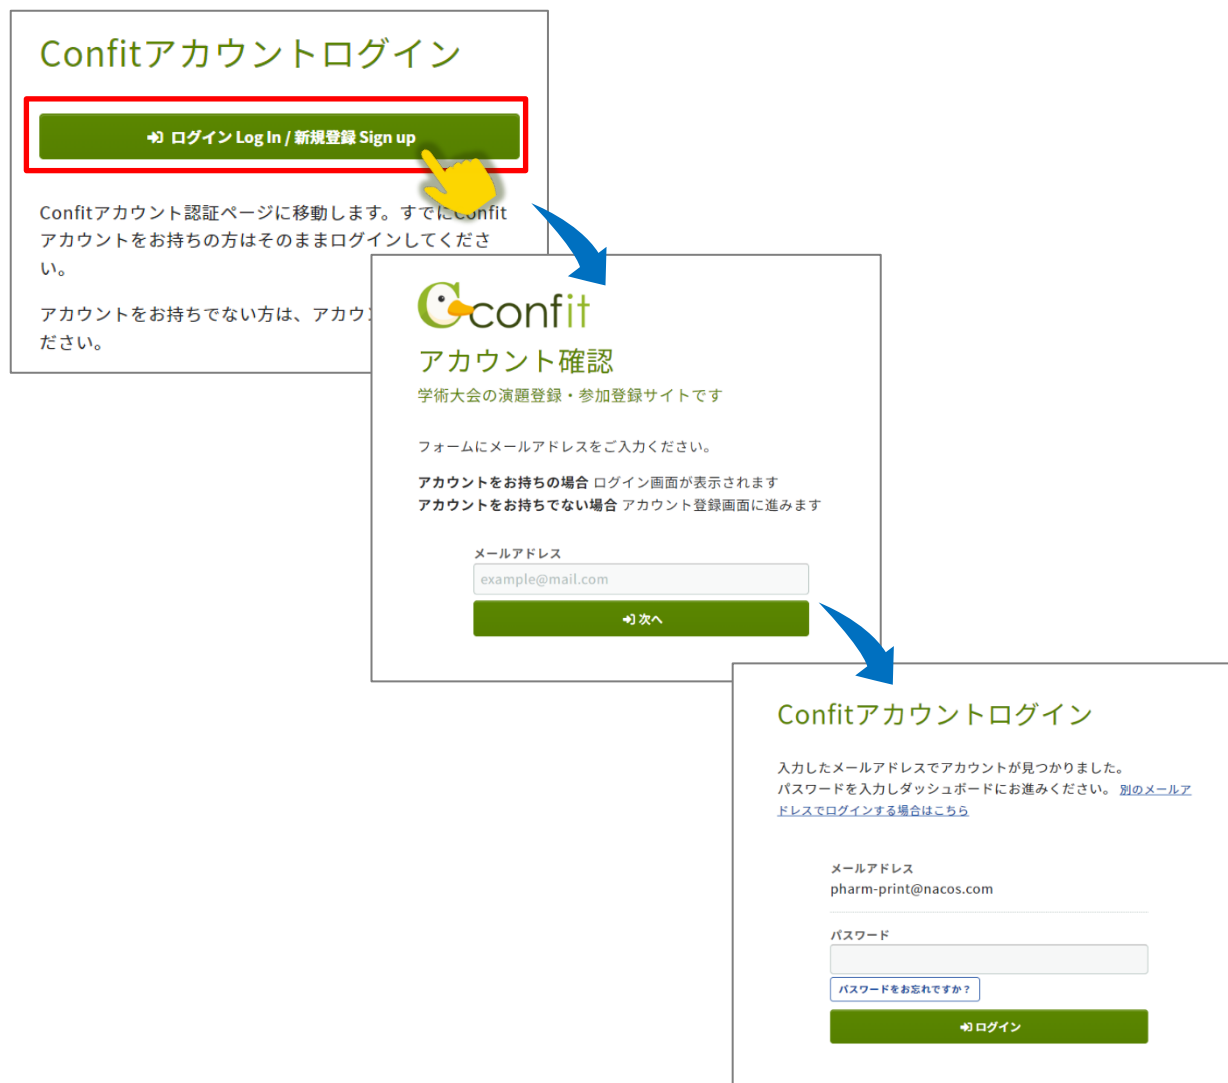 Confitアカウントログイン
ログイン Log In / 新規登録 Sign up
Confitアカウント認証ページに移動します。すでにConfit
アカウントをお持ちの方はそのままログインしてくださ
い。
アカウントをお持ちでない方は、アカウ
ださい。
confit
アカウント確認
学術大会の演題登録・参加登録サイトです
フォームにメールアドレスをご入力ください。
アカウントをお持ちの場合 ログイン画面が表示されます
アカウントをお持ちでない場合 アカウント登録画面に進みます
メールアドレス
example@mail.com
次へ
Confitアカウントログイン
入力したメールアドレスでアカウントが見つかりました。
パスワードを入力しダッシュボードにお進みください。 別のメールア
ドレスでログインする場合はこちら
メールアドレス
pharm-print@nacos.com
パスワード
パスワードをお忘れですか？
ログイン